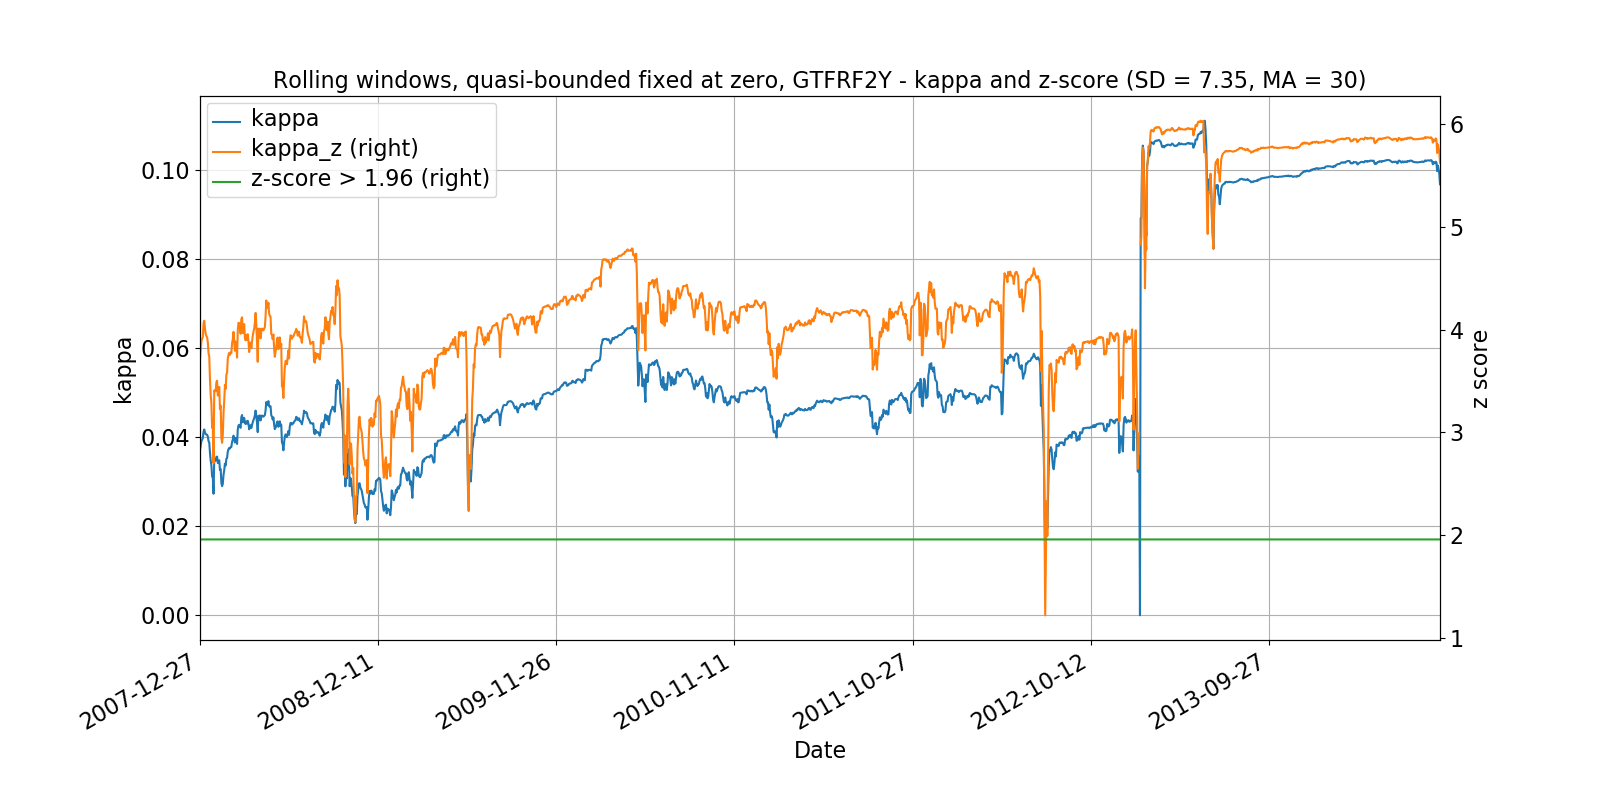 Rolling windows, quasi-bounded fixed at zero, GTFRF2Y - kappa and z-score (SD = 7.35, MA = 30)
kappa
kappa_z (right)
z-score > 1.96 (right)
0.10
0.08
0.06
0.04
0.02
0.00
kappa
6
5
4
3
2
1
z score
2007-12-27
2008-12-11
2009-11-26
2010-11-11
2011-10-27
2012-10-12
2013-09-27
Date